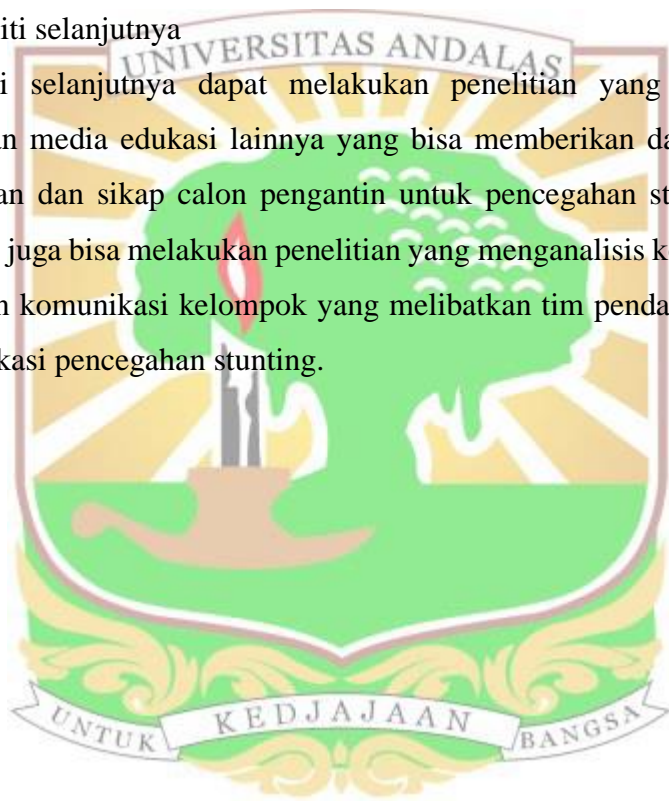 iti selanjutnya
UNIVERSITAS ANDALAS
i selanjutnya dapat melakukan penelitian yang
an media edukasi lainnya yang bisa memberikan da
an dan sikap calon pengantin untuk pencegahan st
juga bisa melakukan penelitian yang menganalisis k
n komunikasi kelompok yang melibatkan tim penda
kasi pencegahan stunting.
UNTUK KEDJAJAAN BANGSA